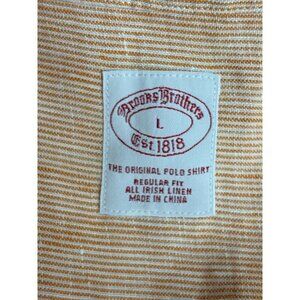 Brooks Brothers
L
Est 1818
THE ORIGINAL POLO SHIRT
REGULAR FIT
ALL IRISH LINEN
MADE IN CHINA